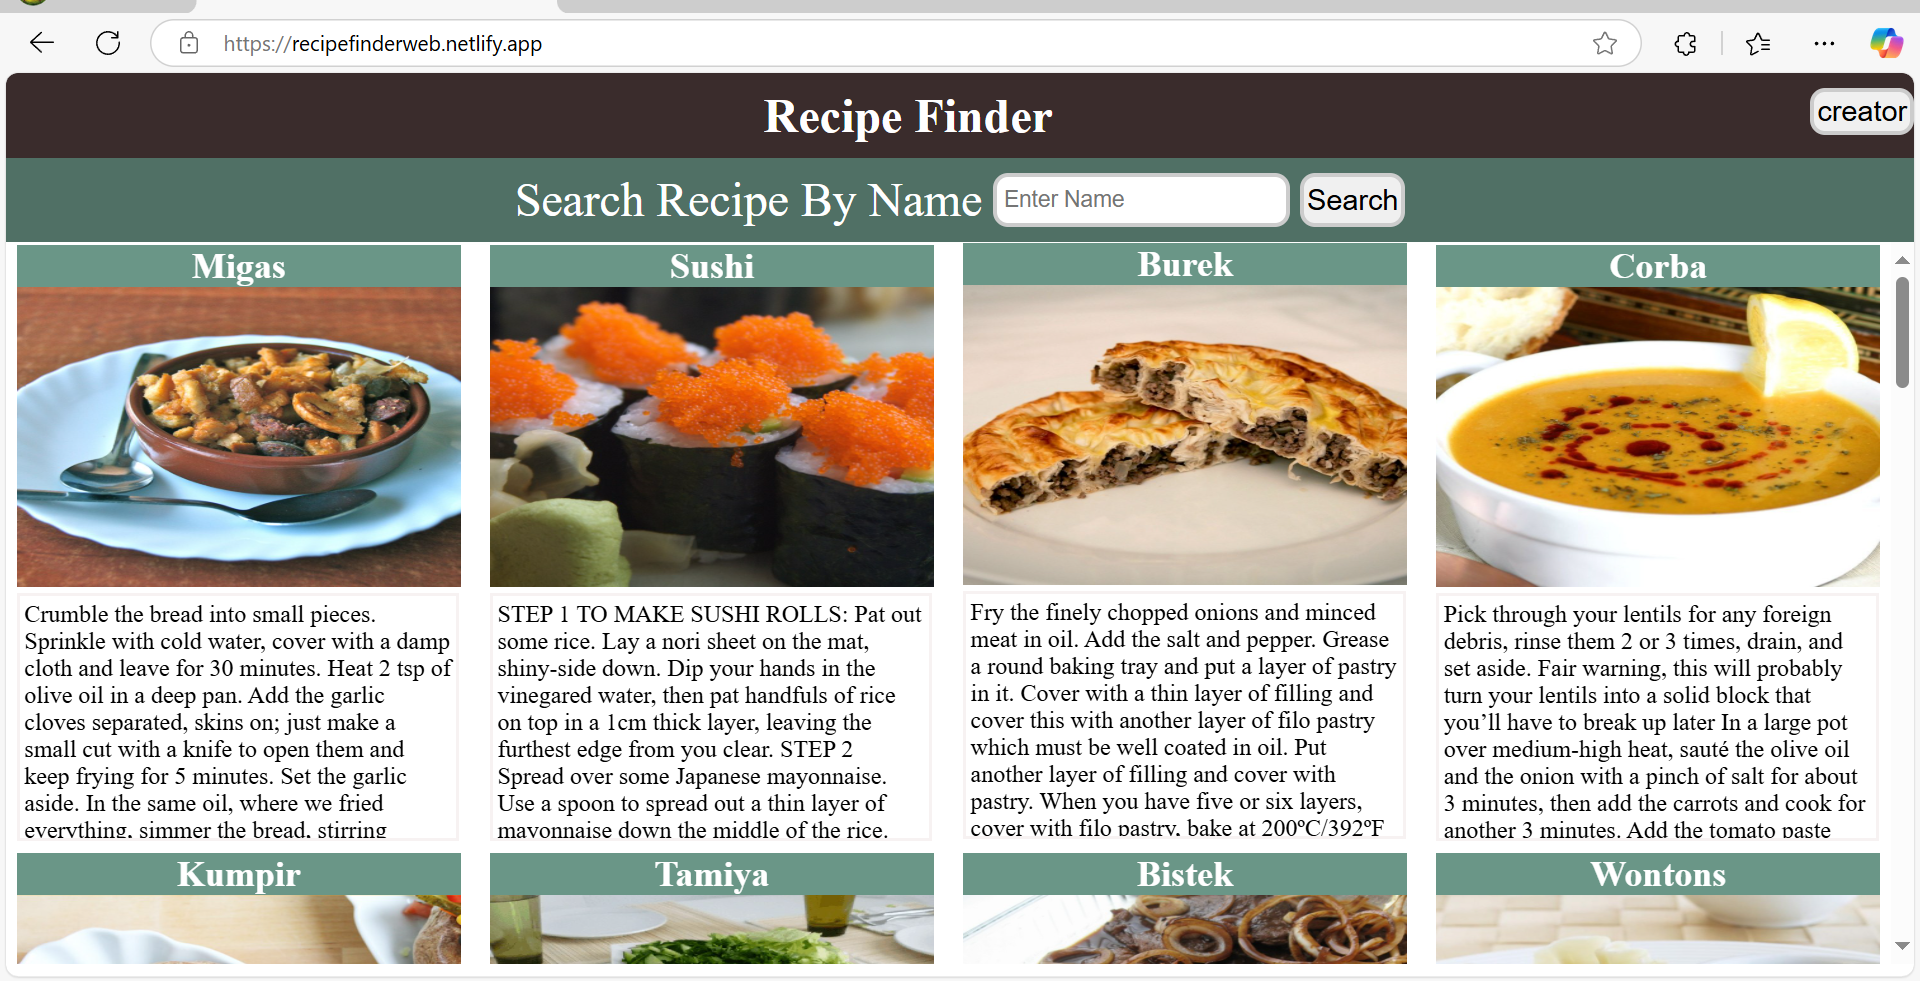 https://recipefinderweb.netlify.app
Recipe Finder
creator
Search Recipe By Name
Enter Name
Search
Migas
Crumble the bread into small pieces.
Sprinkle with cold water, cover with a damp
cloth and leave for 30 minutes. Heat 2 tsp of
olive oil in a deep pan. Add the garlic
cloves separated, skins on; just make a
small cut with a knife to open them and
keep frying for 5 minutes. Set the garlic
aside. In the same oil, where we fried
everything, simmer the bread, stirring
Sushi
STEP 1 TO MAKE SUSHI ROLLS: Pat out
some rice. Lay a nori sheet on the mat,
shiny-side down. Dip your hands in the
vinegared water, then pat handfuls of rice
on top in a 1cm thick layer, leaving the
furthest edge from you clear. STEP 2
Spread over some Japanese mayonnaise.
Use a spoon to spread out a thin layer of
mayonnaise down the middle of the rice.
Burek
Fry the finely chopped onions and minced
meat in oil. Add the salt and pepper. Grease
a round baking tray and put a layer of pastry
in it. Cover with a thin layer of filling and
cover this with another layer of filo pastry
which must be well coated in oil. Put
another layer of filling and cover with
pastry. When you have five or six layers,
cover with filo pastry, bake at 200ºC/392ºF
Corba
Pick through your lentils for any foreign
debris, rinse them 2 or 3 times, drain, and
set aside. Fair warning, this will probably
turn your lentils into a solid block that
you’ll have to break up later In a large pot
over medium-high heat, sauté the olive oil
and the onion with a pinch of salt for about
3 minutes, then add the carrots and cook for
another 3 minutes. Add the tomato paste
Kumpir
Tamiya
Bistek
Wontons